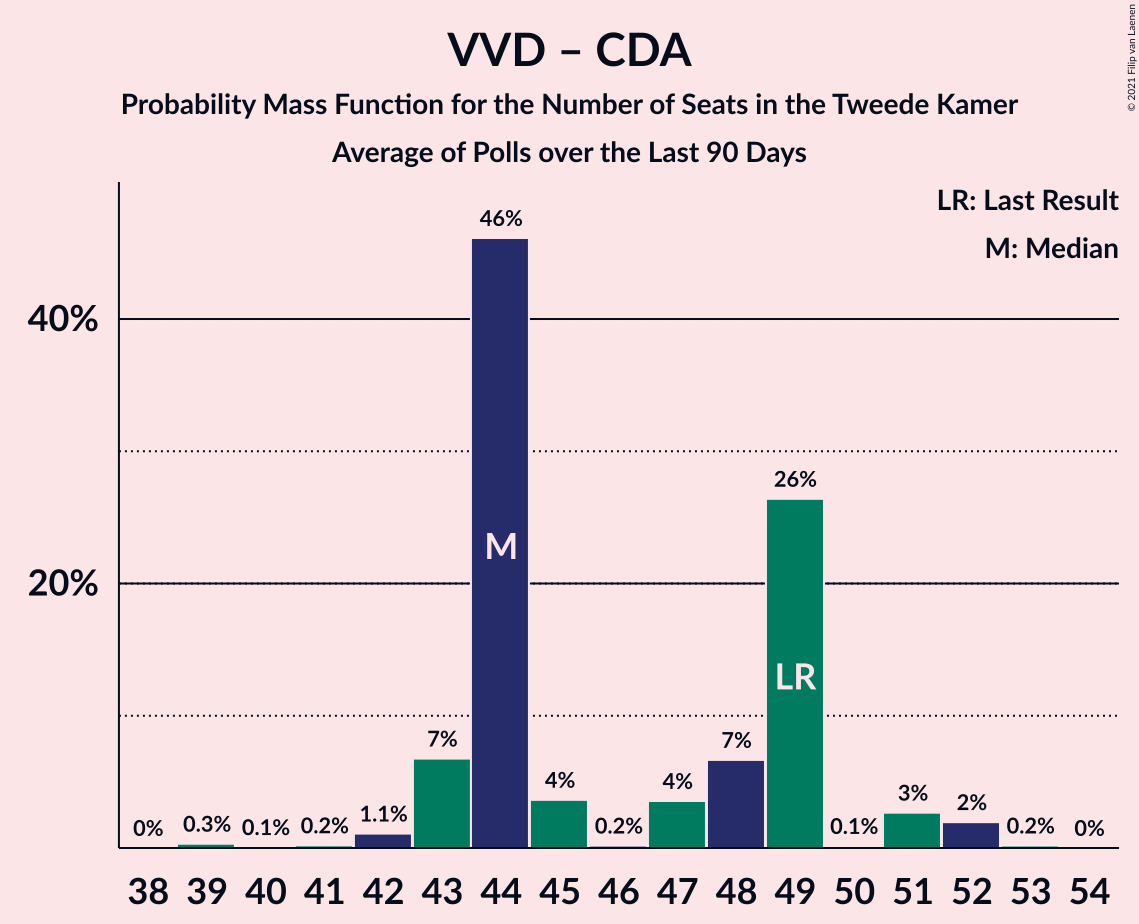 VVD – CDA
Probability Mass Function for the Number of Seats in the Tweede Kamer
Average of Polls over the Last 90 Days
© 2021 Filip van Laenen
LR: Last Result
M: Median
40%
20%
0%
0.3%
0.1%
0.2%
1.1%
7%
46%
4%
0.2%
4%
7%
26%
0.1%
3%
2%
0.2%
0%
M
LR
38 39 40 41 42 43 44 45 46 47 48 49 50 51 52 53 54